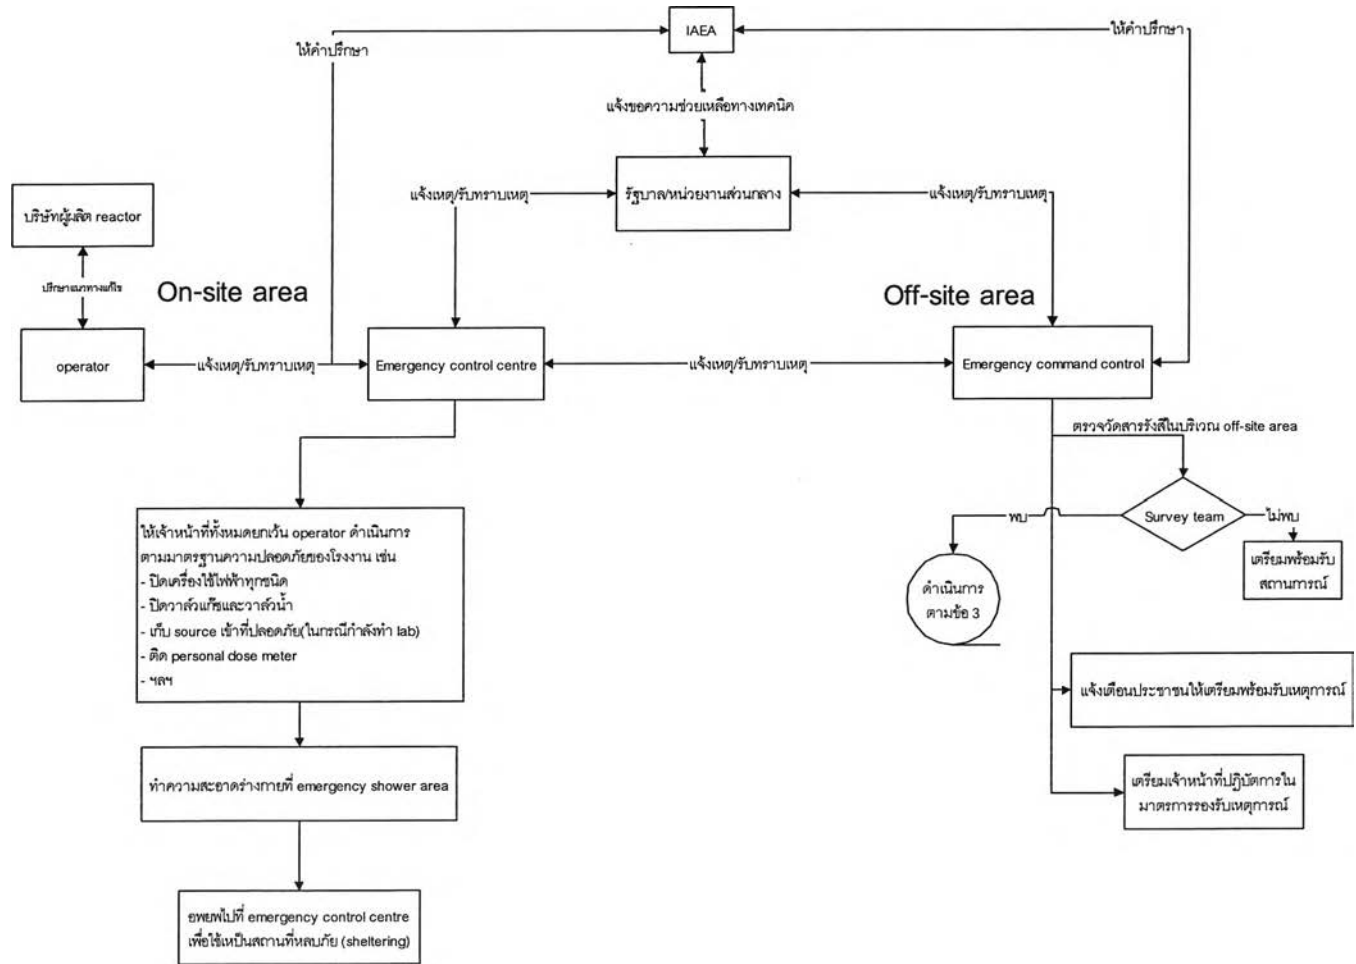 IAEA
ให้คำปรึกษา
ให้คำปรึกษา
แจ้งขอความช่วยเหลือทางเทคนิค
แจ้งเหตุ/รับทราบเหตุ
รัฐบาล/หน่วยงานส่วนกลาง
แจ้งเหตุ/รับทราบเหตุ
บริษัทผู้ผลิต reactor
ปรึกษาแนวทางแก้ไข
On-site area
Off-site area
operator
แจ้งเหตุ/รับทราบเหตุ
Emergency control centre
แจ้งเหตุ/รับทราบเหตุ
Emergency command control
ตรวจวัดสารรังสีในบริเวณ off-site area
พบ
Survey team
ไม่พบ
เตรียมพร้อมรับ
สถานการณ์
ดำเนินการ
ตามข้อ 3
ให้เจ้าหน้าที่ทั้งหมดยกเว้น operator ดำเนินการ
ตามมาตรฐานความปลอดภัยของโรงงาน เช่น
- ปิดเครื่องใช้ไฟฟ้าทุกชนิด
- ปิดวาล์วแก๊ซและวาล์วน้ำ
- เก็บ source เข้าที่ปลอดภัย(ในกรณีกำลังทำ lab)
- ติด personal dose meter
- ฯลฯ
แจ้งเตือนประชาชนให้เตรียมพร้อมรับเหตุการณ์
ทำความสะอาดร่างกายที่ emergency shower area
เตรียมเจ้าหน้าที่ปฏิบัติการใน
มาตรการรองรับเหตุการณ์
อพยพไปที่ emergency control centre
เพื่อใช้เหป็นสถานที่หลบภัย (sheltering)